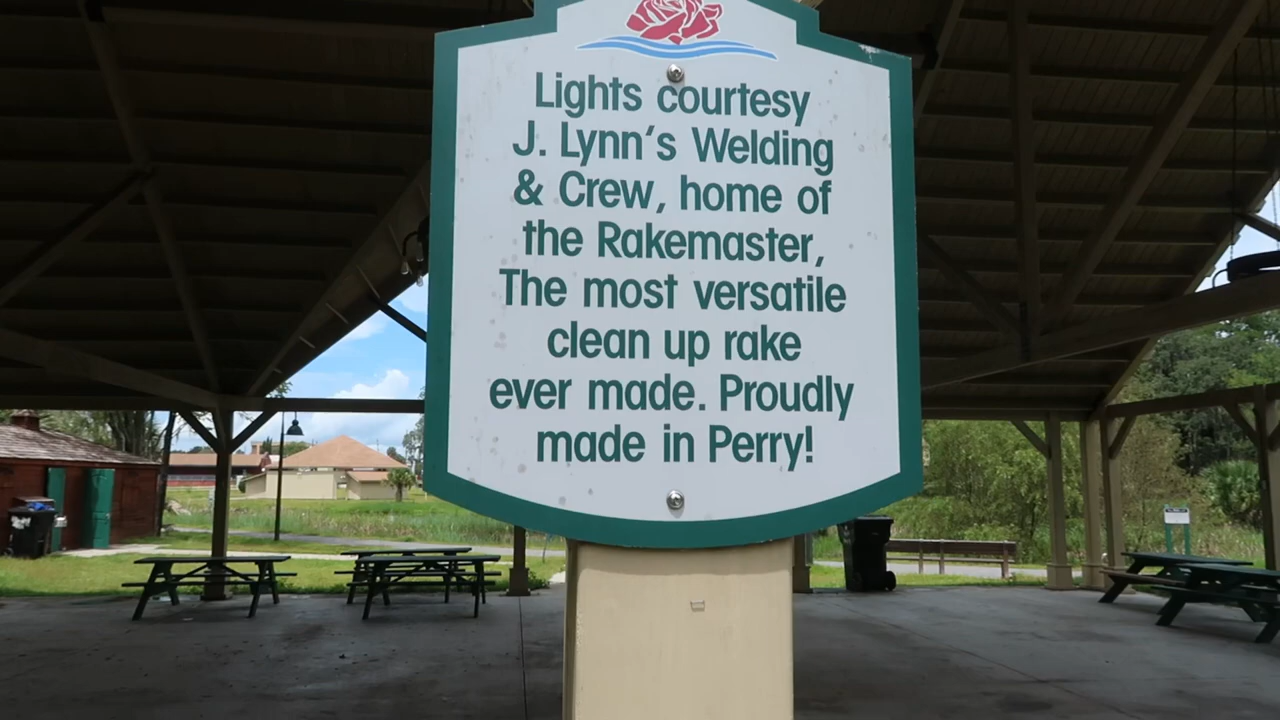 Lights courtesy
J. Lynn's Welding
& Crew, home of
the Rakemaster,
The most versatile
clean up rake
ever made. Proudly
made in Perry!